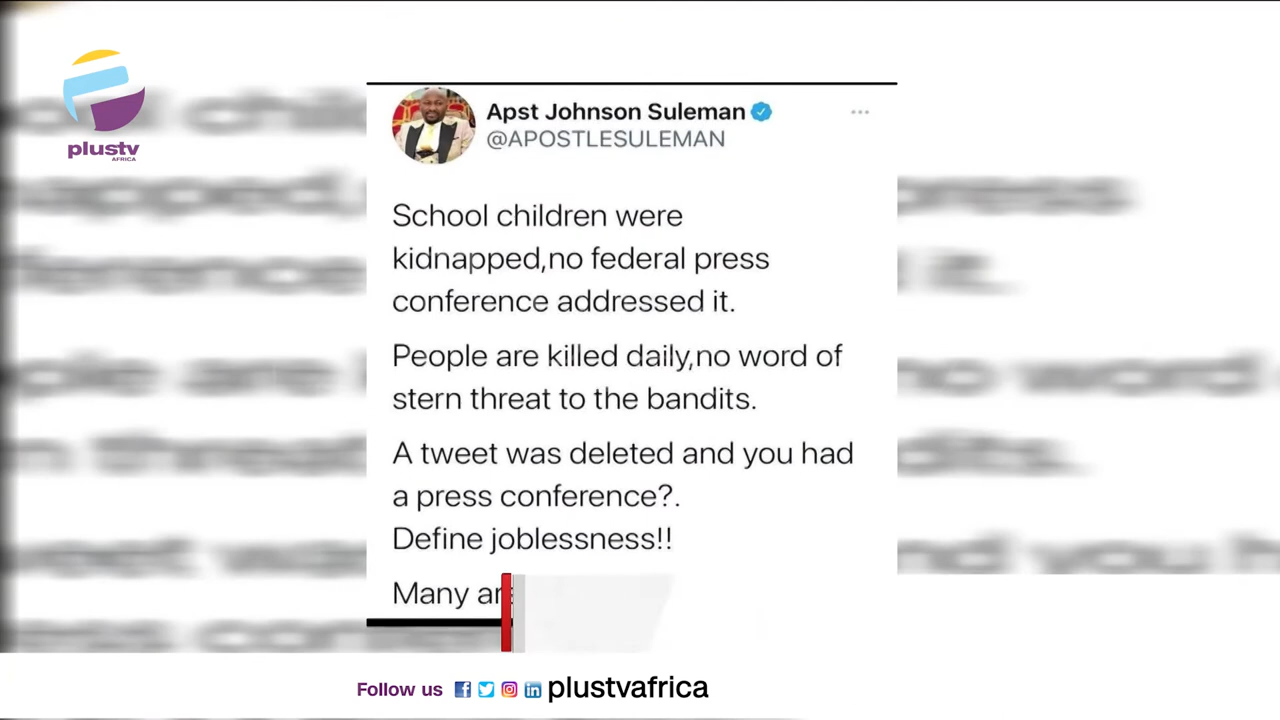 plustv
AFRICA
Apst Johnson Suleman
@APOSTLESULEMAN
School children were
kidnapped,no federal press
conference addressed it.
People are killed daily,no word of
stern threat to the bandits.
A tweet was deleted and you had
a press conference?.
Define joblessness!!
Many
Follow us plustvafrica